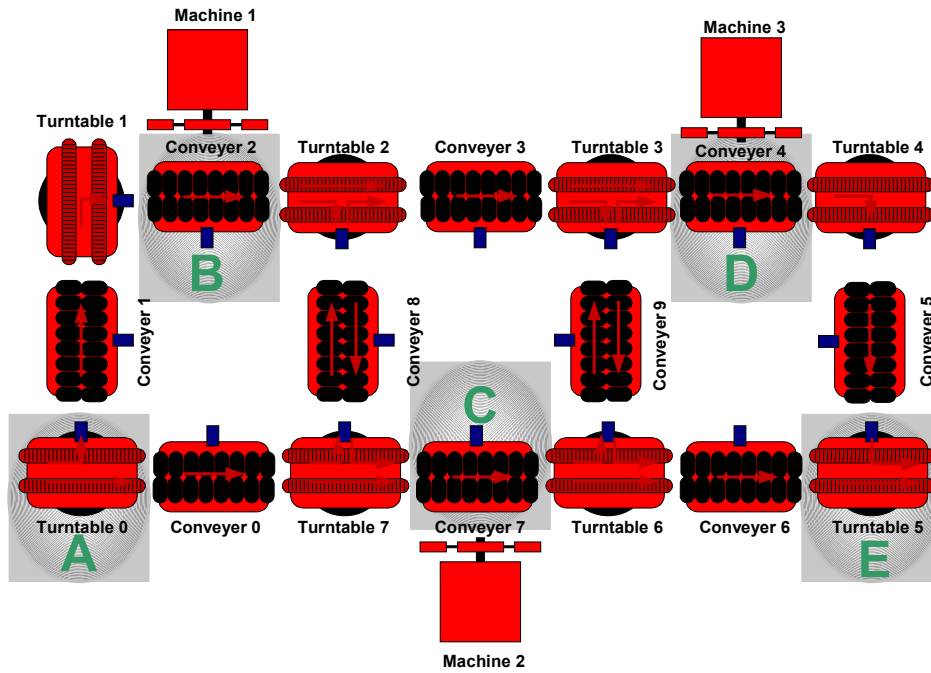 Machine 1
Machine 3
Turntable 1
Conveyer 2
Turntable 2
Conveyer 3
Turntable 3
Conveyer 4
Turntable 4
B
D
Conveyer 1
Conveyer 8
Conveyer 9
Conveyer 5
C
Turntable 0
Conveyer 0
Turntable 7
Conveyer 7
Turntable 6
Conveyer 6
Turntable 5
A
E
Machine 2